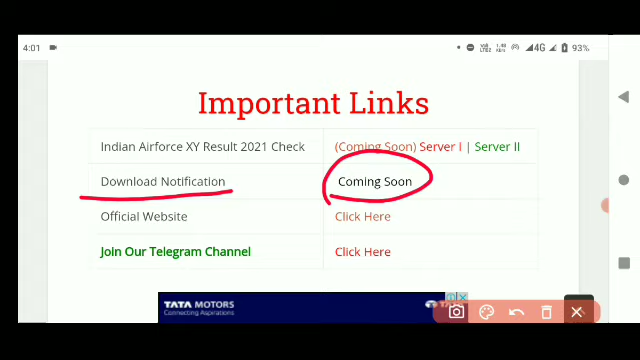 4:01 4G 93%
Important Links
Indian Airforce XY Result 2021 Check (Coming Soon) Server I | Server II
Download Notification Coming Soon
Official Website Click Here
Join Our Telegram Channel Click Here
TATA MOTORS
Connecting Aspirations